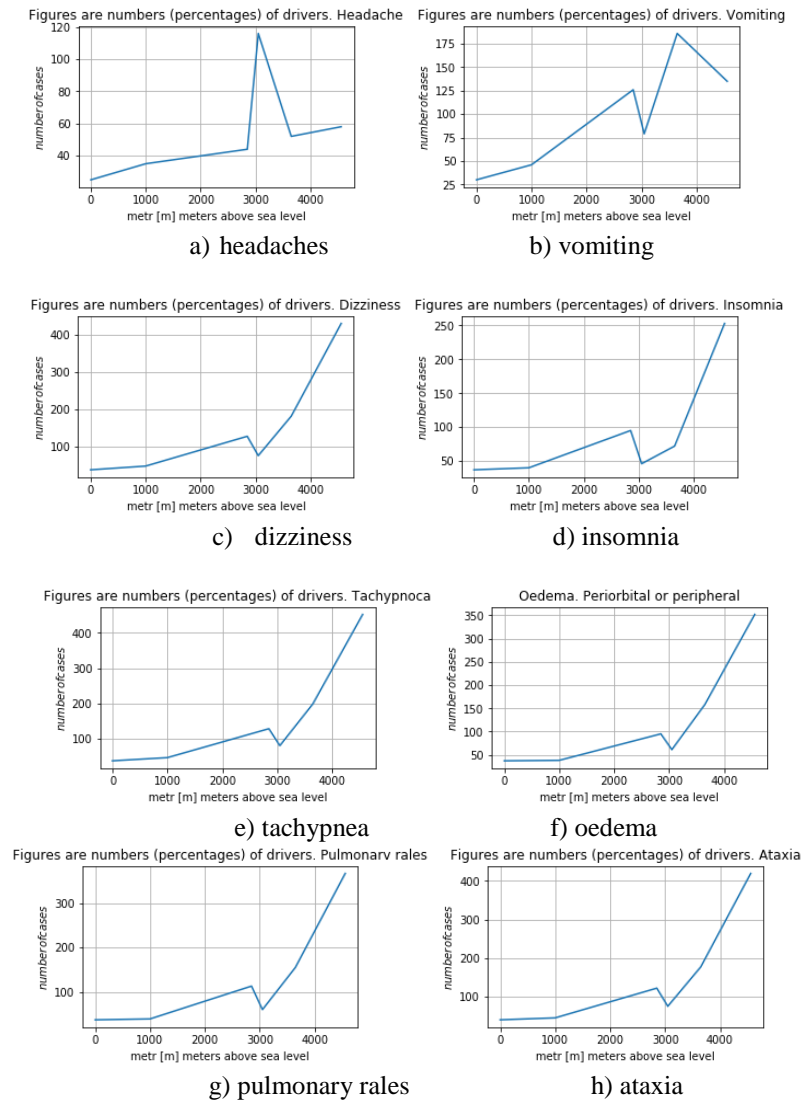 Figures are numbers (percentages) of drivers. Headache
120
100
80
60
40
numberofcases
0 1000 2000 3000 4000
metr [m] meters above sea level
a) headaches
Figures are numbers (percentages) of drivers. Vomiting
175
150
125
100
75
50
25
numberofcases
0 1000 2000 3000 4000
metr [m] meters above sea level
b) vomiting
Figures are numbers (percentages) of drivers. Dizziness
400
300
200
100
numberofcases
0 1000 2000 3000 4000
metr [m] meters above sea level
c) dizziness
Figures are numbers (percentages) of drivers. Insomnia
250
200
150
100
50
numberofcases
0 1000 2000 3000 4000
metr [m] meters above sea level
d) insomnia
Figures are numbers (percentages) of drivers. Tachypnoca
400
300
200
100
numberofcases
0 1000 2000 3000 4000
metr [m] meters above sea level
e) tachypnea
Oedema. Periorbital or peripheral
350
300
250
200
150
100
50
numberofcases
0 1000 2000 3000 4000
metr [m] meters above sea level
f) oedema
Figures are numbers (percentages) of drivers. Pulmonary rales
300
200
100
numberofcases
0 1000 2000 3000 4000
metr [m] meters above sea level
g) pulmonary rales
Figures are numbers (percentages) of drivers. Ataxia
400
300
200
100
numberofcases
0 1000 2000 3000 4000
metr [m] meters above sea level
h) ataxia